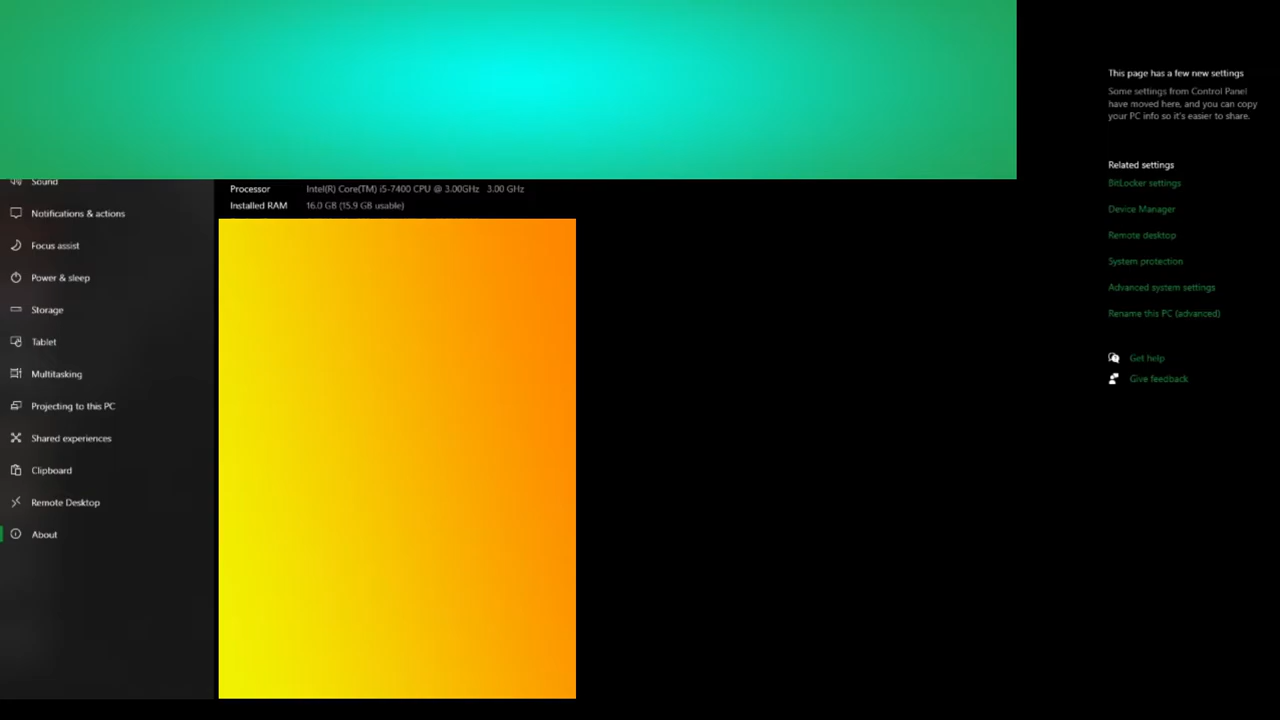 Sound
Notifications & actions
Focus assist
Power & sleep
Storage
Tablet
Multitasking
Projecting to this PC
Shared experiences
Clipboard
Remote Desktop
About
Processor Intel(R) Core(TM) i5-7400 CPU @ 3.00GHz 3.00 GHz
Installed RAM 16.0 GB (15.9 GB usable)
This page has a few new settings
Some settings from Control Panel
have moved here, and you can copy
your PC info so it's easier to share.
Related settings
BitLocker settings
Device Manager
Remote desktop
System protection
Advanced system settings
Rename this PC (advanced)
Get help
Give feedback